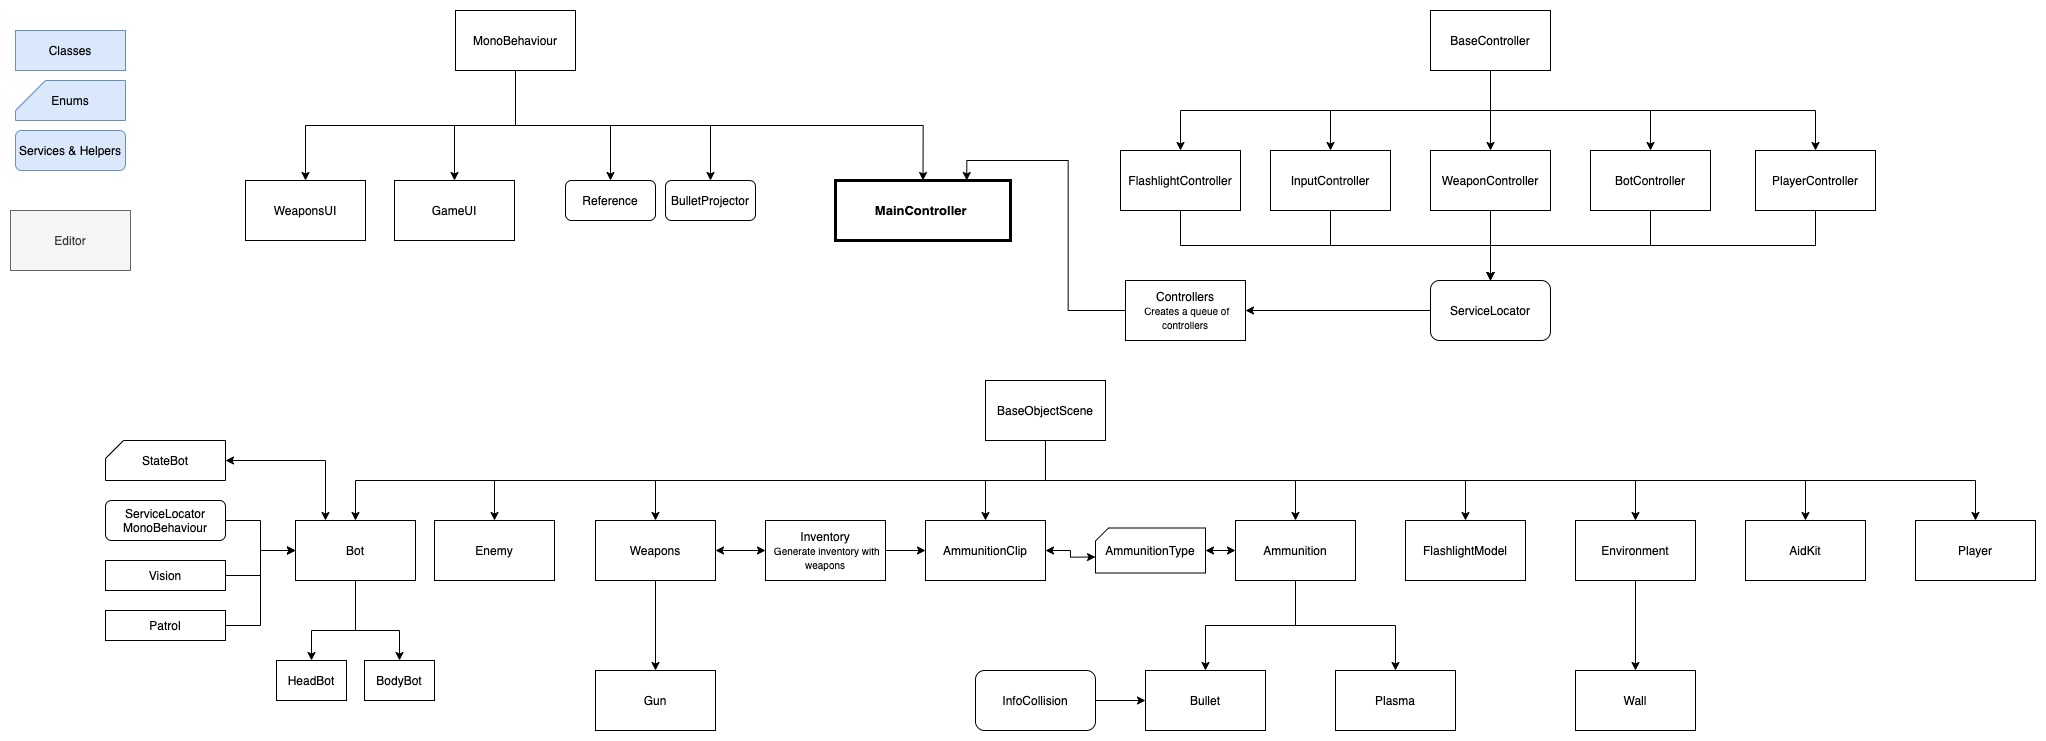 MonoBehaviour
BaseController
Classes
Enums
Services & Helpers
Editor
WeaponsUI
GameUI
Reference
BulletProjector
MainController
FlashlightController
InputController
WeaponController
BotController
PlayerController
Controllers
Creates a queue of
controllers
ServiceLocator
BaseObjectScene
StateBot
ServiceLocator
MonoBehaviour
Vision
Patrol
Bot
Enemy
Weapons
Inventory
Generate inventory with
weapons
AmmunitionClip
AmmunitionType
Ammunition
FlashlightModel
Environment
AidKit
Player
HeadBot
BodyBot
Gun
InfoCollision
Bullet
Plasma
Wall